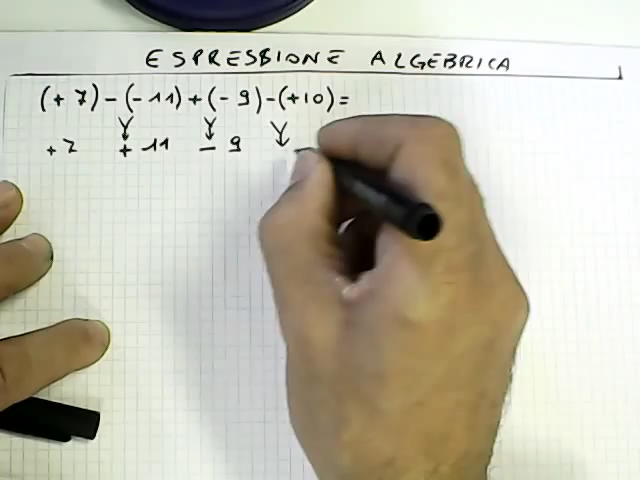 ESPRESSIONE ALGEBRICA
(+ 7) - (- 11) + (- 9) - (+10) =
+ 7 + 11 - 9 -